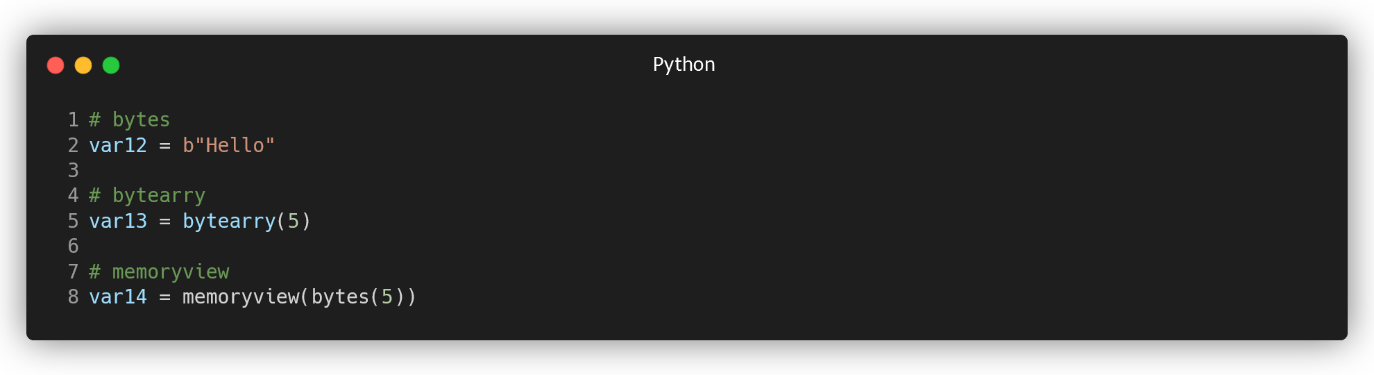 Python
1 # bytes
2 var12 = b"Hello"
3
4 # bytearry
5 var13 = bytearry(5)
6
7 # memoryview
8 var14 = memoryview(bytes(5))